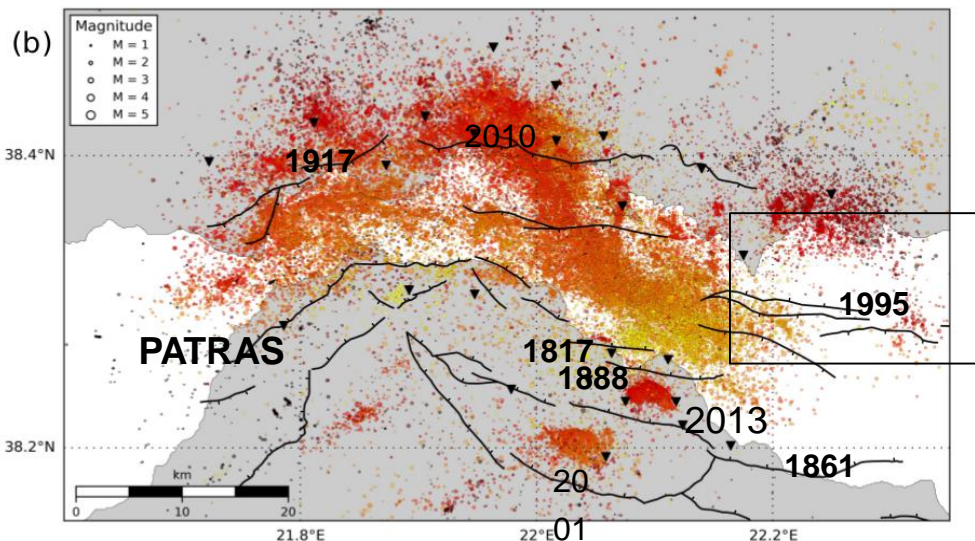 (b)
Magnitude
M = 1
M = 2
M = 3
M = 4
M = 5
2010
38.4°
1917
1995
PATRAS
1817
1888
2013
38.2°N
1861
km
20
0
10
20
01
21.8°E
22°E
22.2°E